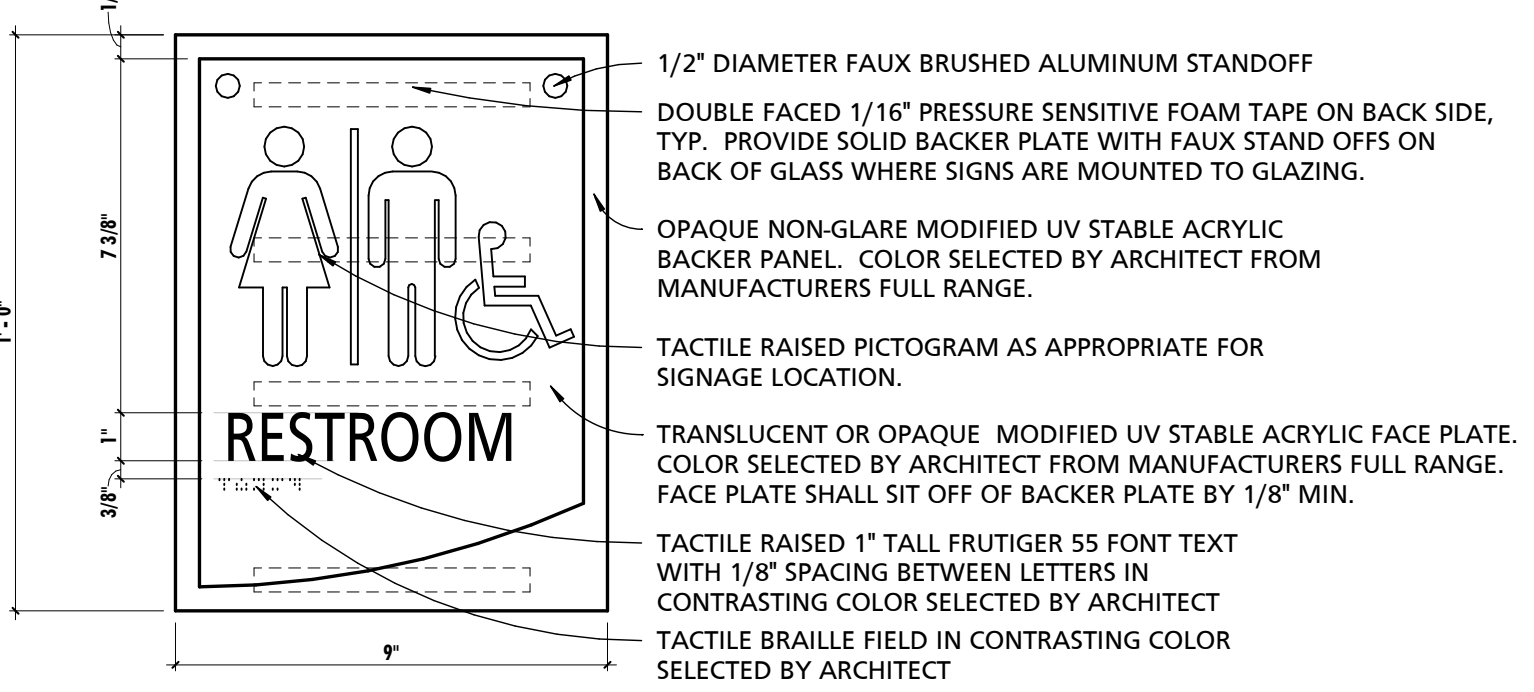 1/2" DIAMETER FAUX BRUSHED ALUMINUM STANDOFF
DOUBLE FACED 1/16" PRESSURE SENSITIVE FOAM TAPE ON BACK SIDE,
TYP.  PROVIDE SOLID BACKER PLATE WITH FAUX STAND OFFS ON
BACK OF GLASS WHERE SIGNS ARE MOUNTED TO GLAZING.
OPAQUE NON-GLARE MODIFIED UV STABLE ACRYLIC
BACKER PANEL.  COLOR SELECTED BY ARCHITECT FROM
MANUFACTURERS FULL RANGE.
TACTILE RAISED PICTOGRAM AS APPROPRIATE FOR
SIGNAGE LOCATION.
TRANSLUCENT OR OPAQUE  MODIFIED UV STABLE ACRYLIC FACE PLATE.
COLOR SELECTED BY ARCHITECT FROM MANUFACTURERS FULL RANGE.
FACE PLATE SHALL SIT OFF OF BACKER PLATE BY 1/8" MIN.
TACTILE RAISED 1" TALL FRUTIGER 55 FONT TEXT
WITH 1/8" SPACING BETWEEN LETTERS IN
CONTRASTING COLOR SELECTED BY ARCHITECT
TACTILE BRAILLE FIELD IN CONTRASTING COLOR
SELECTED BY ARCHITECT
7 3/8"
1' - 0"
1"
3/8"
RESTROOM
9"